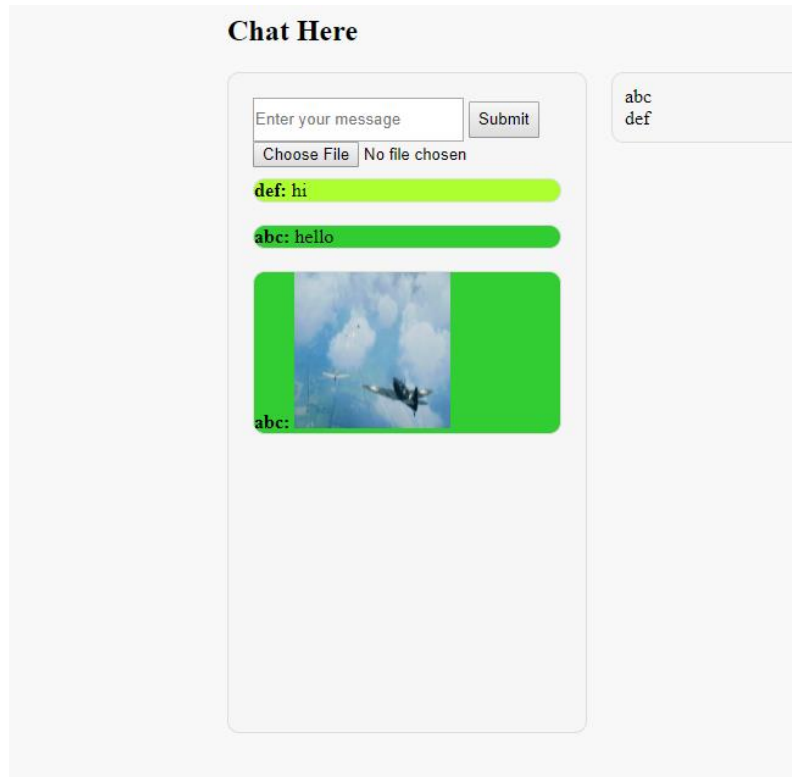 Chat Here
Enter your message
Submit
Choose File No file chosen
def: hi
abc: hello
abc:
abc
def